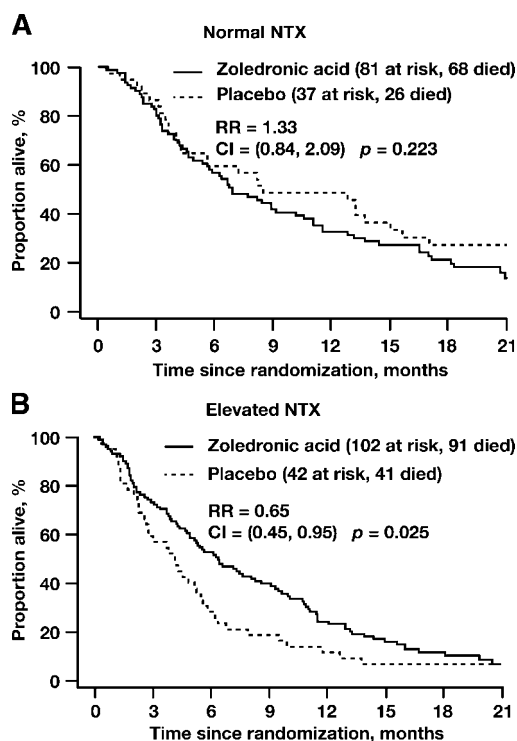 A
Normal NTX
Zoledronic acid (81 at risk, 68 died)
Placebo (37 at risk, 26 died)
RR = 1.33
CI = (0.84, 2.09) p = 0.223
Proportion alive, %
100
80
60
40
20
0
0 3 6 9 12 15 18 21
Time since randomization, months
B
Elevated NTX
Zoledronic acid (102 at risk, 91 died)
Placebo (42 at risk, 41 died)
RR = 0.65
CI = (0.45, 0.95) p = 0.025
Proportion alive, %
100
80
60
40
20
0
0 3 6 9 12 15 18 21
Time since randomization, months